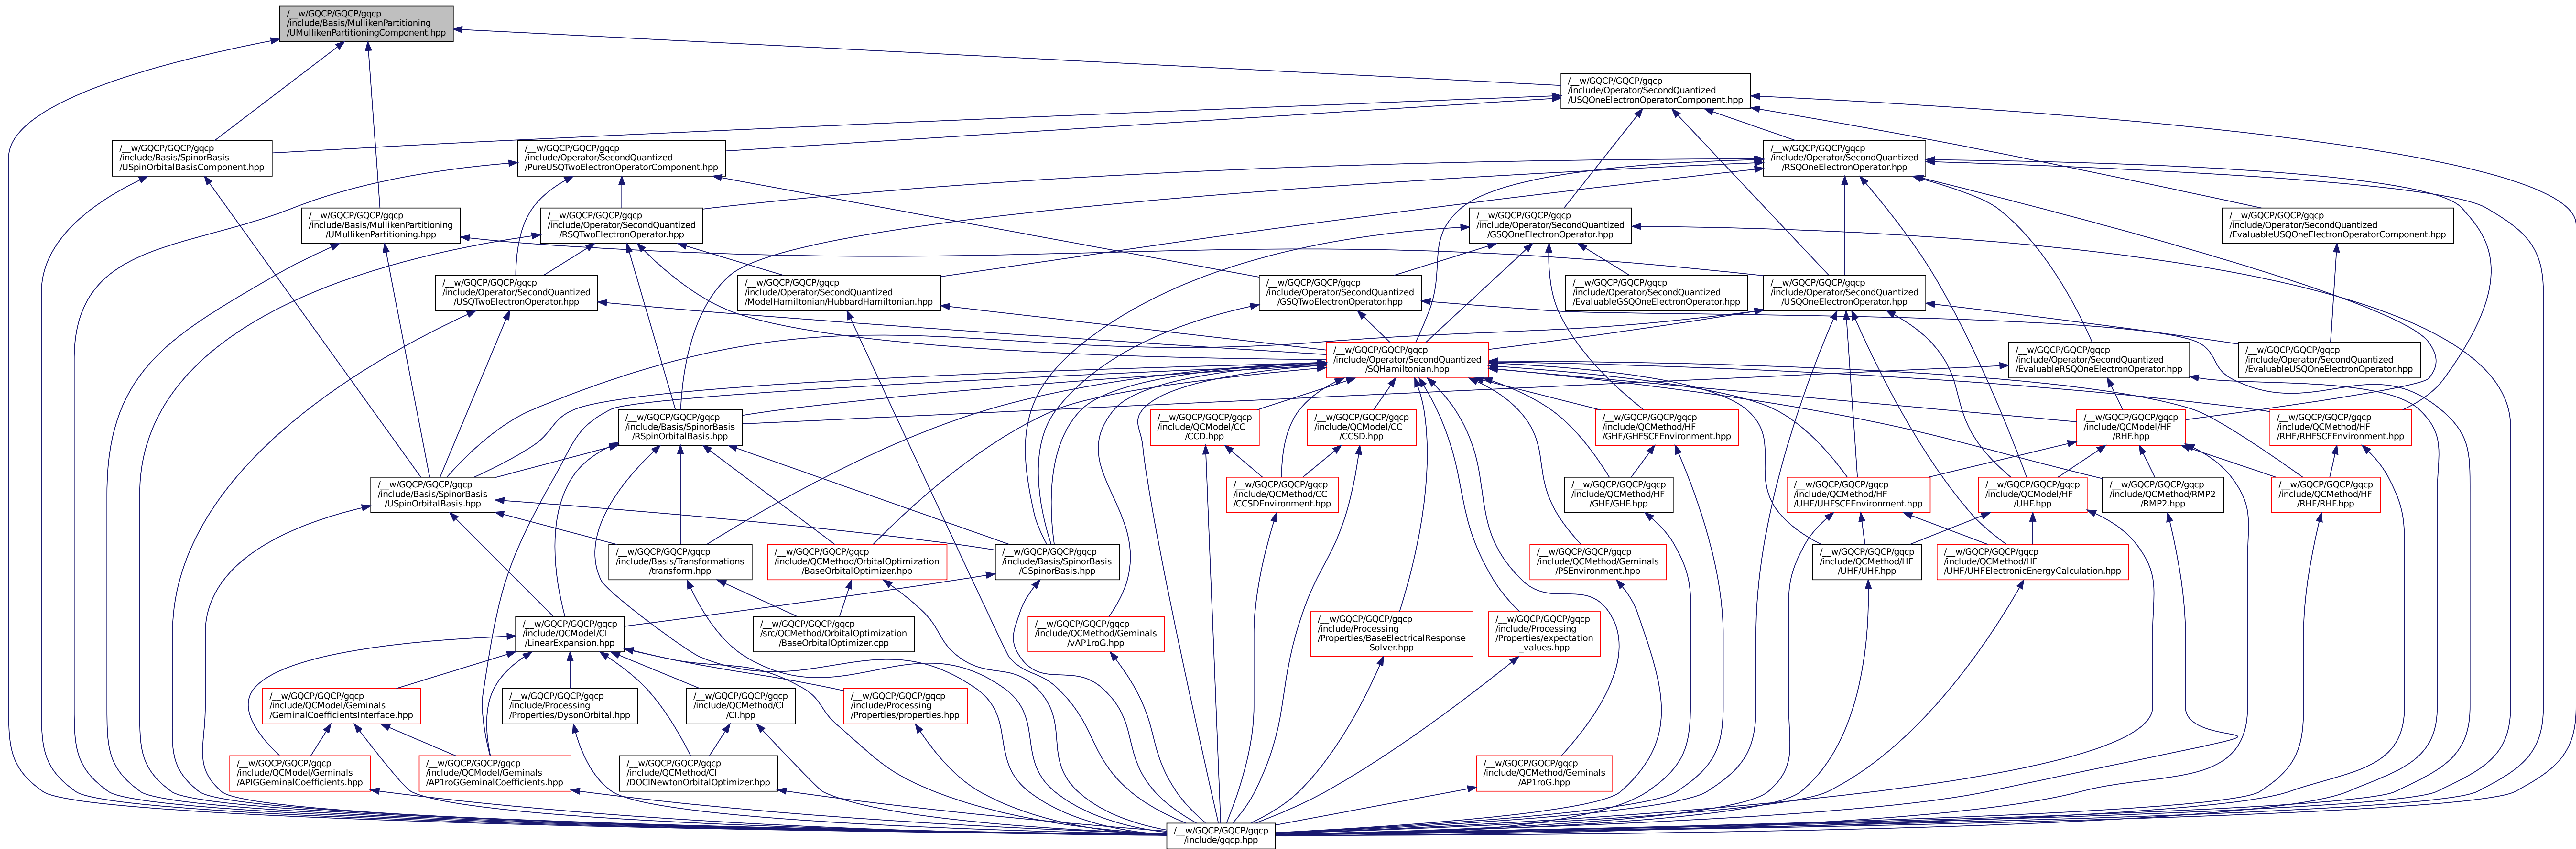 /__w/GQCP/GQCP/gqcp
/include/Basis/MullikenPartitioning
/UMullikenPartitioningComponent.hpp
/__w/GQCP/GQCP/gqcp
/include/Operator/SecondQuantized
/USQOneElectronOperatorComponent.hpp
/__w/GQCP/GQCP/gqcp
/include/Basis/SpinorBasis
/USpinOrbitalBasisComponent.hpp
/__w/GQCP/GQCP/gqcp
/include/Operator/SecondQuantized
/PureUSQTwoElectronOperatorComponent.hpp
/__w/GQCP/GQCP/gqcp
/include/Operator/SecondQuantized
/RSQOneElectronOperator.hpp
/__w/GQCP/GQCP/gqcp
/include/Basis/MullikenPartitioning
/UMullikenPartitioning.hpp
/__w/GQCP/GQCP/gqcp
/include/Operator/SecondQuantized
/RSQTwoElectronOperator.hpp
/__w/GQCP/GQCP/gqcp
/include/Operator/SecondQuantized
/GSQOneElectronOperator.hpp
/__w/GQCP/GQCP/gqcp
/include/Operator/SecondQuantized
/EvaluableUSQOneElectronOperatorComponent.hpp
/__w/GQCP/GQCP/gqcp
/include/Operator/SecondQuantized
/USQTwoElectronOperator.hpp
/__w/GQCP/GQCP/gqcp
/include/Operator/SecondQuantized
/ModelHamiltonian/HubbardHamiltonian.hpp
/__w/GQCP/GQCP/gqcp
/include/Operator/SecondQuantized
/GSQTwoElectronOperator.hpp
/__w/GQCP/GQCP/gqcp
/include/Operator/SecondQuantized
/EvaluableGSQOneElectronOperator.hpp
/__w/GQCP/GQCP/gqcp
/include/Operator/SecondQuantized
/USQOneElectronOperator.hpp
/__w/GQCP/GQCP/gqcp
/include/Operator/SecondQuantized
/SQHamiltonian.hpp
/__w/GQCP/GQCP/gqcp
/include/Operator/SecondQuantized
/EvaluableRSQOneElectronOperator.hpp
/__w/GQCP/GQCP/gqcp
/include/Operator/SecondQuantized
/EvaluableUSQOneElectronOperator.hpp
/__w/GQCP/GQCP/gqcp
/include/Basis/SpinorBasis
/RSpinOrbitalBasis.hpp
/__w/GQCP/GQCP/gqcp
/include/QCModel/CC
/CCD.hpp
/__w/GQCP/GQCP/gqcp
/include/QCModel/CC
/CCSD.hpp
/__w/GQCP/GQCP/gqcp
/include/QCMethod/HF
/GHF/GHFSCFEnvironment.hpp
/__w/GQCP/GQCP/gqcp
/include/QCModel/HF
/RHF.hpp
/__w/GQCP/GQCP/gqcp
/include/QCMethod/HF
/RHF/RHFSCFEnvironment.hpp
/__w/GQCP/GQCP/gqcp
/include/Basis/SpinorBasis
/USpinOrbitalBasis.hpp
/__w/GQCP/GQCP/gqcp
/include/QCMethod/CC
/CCSDEnvironment.hpp
/__w/GQCP/GQCP/gqcp
/include/QCMethod/HF
/GHF/GHF.hpp
/__w/GQCP/GQCP/gqcp
/include/QCMethod/HF
/UHF/UHFSCFEnvironment.hpp
/__w/GQCP/GQCP/gqcp
/include/QCModel/HF
/UHF.hpp
/__w/GQCP/GQCP/gqcp
/include/QCMethod/RMP2
/RMP2.hpp
/__w/GQCP/GQCP/gqcp
/include/QCMethod/HF
/RHF/RHF.hpp
/__w/GQCP/GQCP/gqcp
/include/Basis/Transformations
/transform.hpp
/__w/GQCP/GQCP/gqcp
/include/QCMethod/OrbitalOptimization
/BaseOrbitalOptimizer.hpp
/__w/GQCP/GQCP/gqcp
/include/Basis/SpinorBasis
/GSpinorBasis.hpp
/__w/GQCP/GQCP/gqcp
/include/QCMethod/Geminals
/PSEnvironment.hpp
/__w/GQCP/GQCP/gqcp
/include/QCMethod/HF
/UHF/UHF.hpp
/__w/GQCP/GQCP/gqcp
/include/QCMethod/HF
/UHF/UHFElectronicEnergyCalculation.hpp
/__w/GQCP/GQCP/gqcp
/include/QCModel/CI
/LinearExpansion.hpp
/__w/GQCP/GQCP/gqcp
/src/QCMethod/OrbitalOptimization
/BaseOrbitalOptimizer.cpp
/__w/GQCP/GQCP/gqcp
/include/QCMethod/Geminals
/vAP1roG.hpp
/__w/GQCP/GQCP/gqcp
/include/Processing
/Properties/BaseElectricalResponse
Solver.hpp
/__w/GQCP/GQCP/gqcp
/include/Processing
/Properties/expectation
_values.hpp
/__w/GQCP/GQCP/gqcp
/include/QCModel/Geminals
/GeminalCoefficientsInterface.hpp
/__w/GQCP/GQCP/gqcp
/include/Processing
/Properties/DysonOrbital.hpp
/__w/GQCP/GQCP/gqcp
/include/QCMethod/CI
/CI.hpp
/__w/GQCP/GQCP/gqcp
/include/Processing
/Properties/properties.hpp
/__w/GQCP/GQCP/gqcp
/include/QCModel/Geminals
/APIGGeminalCoefficients.hpp
/__w/GQCP/GQCP/gqcp
/include/QCModel/Geminals
/AP1roGGeminalCoefficients.hpp
/__w/GQCP/GQCP/gqcp
/include/QCMethod/CI
/DOCINewtonOrbitalOptimizer.hpp
/__w/GQCP/GQCP/gqcp
/include/QCMethod/Geminals
/AP1roG.hpp
/__w/GQCP/GQCP/gqcp
/include/gqcp.hpp